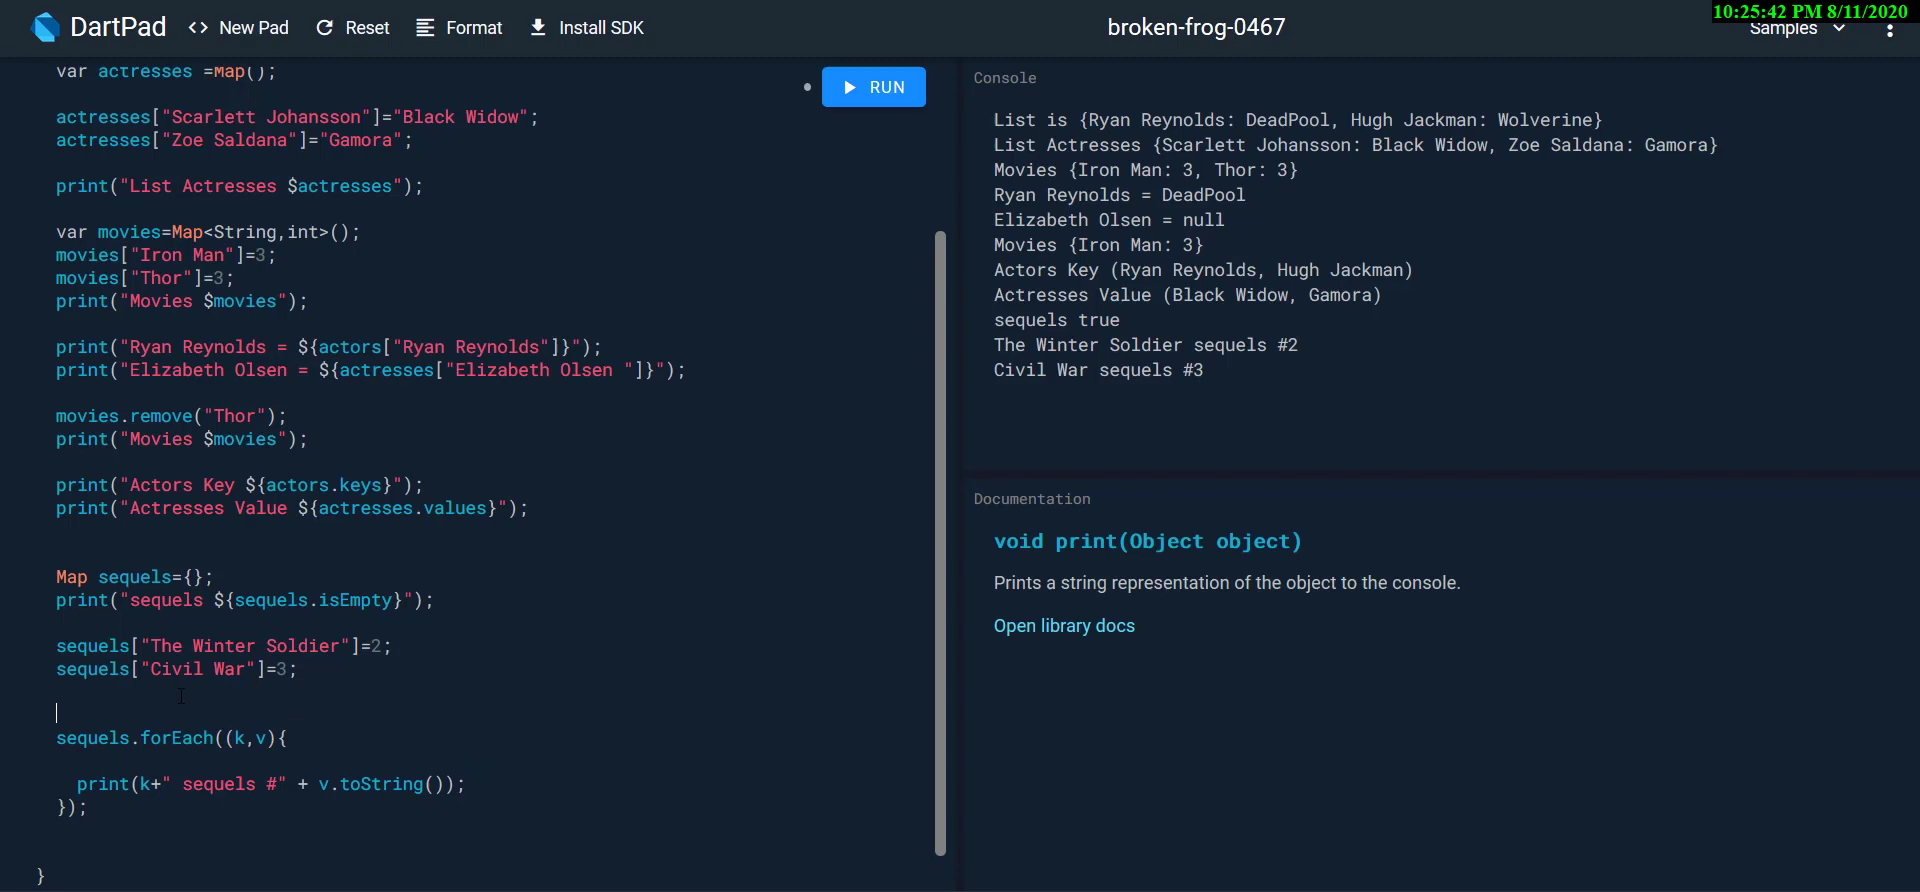 DartPad
<> New Pad
Reset
Format
Install SDK
broken-frog-0467
10:25:42 PM 8/11/2020
Samples
var actresses =Map();
actresses["Scarlett Johansson"]="Black Widow";
actresses["Zoe Saldana"]="Gamora";
print("List Actresses $actresses");
var movies=Map<String,int>();
movies["Iron Man"]=3;
movies["Thor"]=3;
print("Movies $movies");
print("Ryan Reynolds = ${actors["Ryan Reynolds"]}");
print("Elizabeth Olsen = ${actresses["Elizabeth Olsen "]}");
movies.remove("Thor");
print("Movies $movies");
print("Actors Key ${actors.keys}");
print("Actresses Value ${actresses.values}");
Map sequels={};
print("sequels ${sequels.isEmpty}");
sequels["The Winter Soldier"]=2;
sequels["Civil War"]=3;
sequels.forEach((k,v){
print(k+" sequels #" + v.toString());
});
}
RUN
Console
List is {Ryan Reynolds: DeadPool, Hugh Jackman: Wolverine}
List Actresses {Scarlett Johansson: Black Widow, Zoe Saldana: Gamora}
Movies {Iron Man: 3, Thor: 3}
Ryan Reynolds = DeadPool
Elizabeth Olsen = null
Movies {Iron Man: 3}
Actors Key (Ryan Reynolds, Hugh Jackman)
Actresses Value (Black Widow, Gamora)
sequels true
The Winter Soldier sequels #2
Civil War sequels #3
Documentation
void print(Object object)
Prints a string representation of the object to the console.
Open library docs